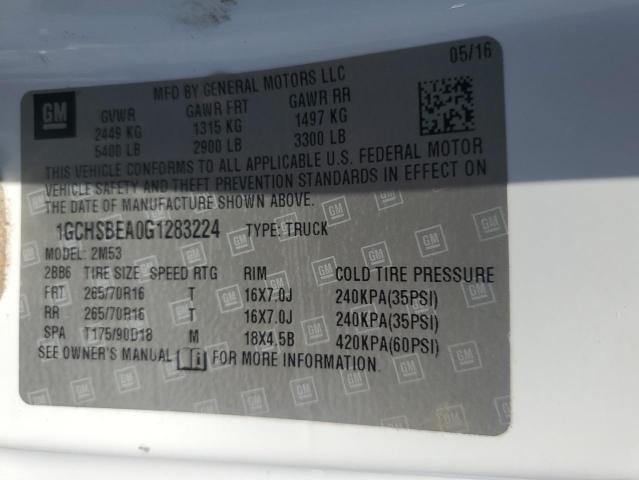 05/16
GM
MFD BY GENERAL MOTORS LLC
GVWR GAWR FRT GAWR RR
2449 KG 1315 KG 1497 KG
5400 LB 2900 LB 3300 LB
THIS VEHICLE CONFORMS TO ALL APPLICABLE U.S. FEDERAL MOTOR
VEHICLE SAFETY AND THEFT PREVENTION STANDARDS IN EFFECT ON
THE DATE OF MANUFACTURE SHOWN ABOVE.
1GCHSBEA0G1283224 TYPE: TRUCK
MODEL: 2M53
2BB6 TIRE SIZE SPEED RTG RIM COLD TIRE PRESSURE
FRT 265/70R16 T 16X7.0J 240KPA(35PSI)
RR 265/70R16 T 16X7.0J 240KPA(35PSI)
SPA T175/90D18 M 18X4.5B 420KPA(60PSI)
SEE OWNER'S MANUAL FOR MORE INFORMATION.